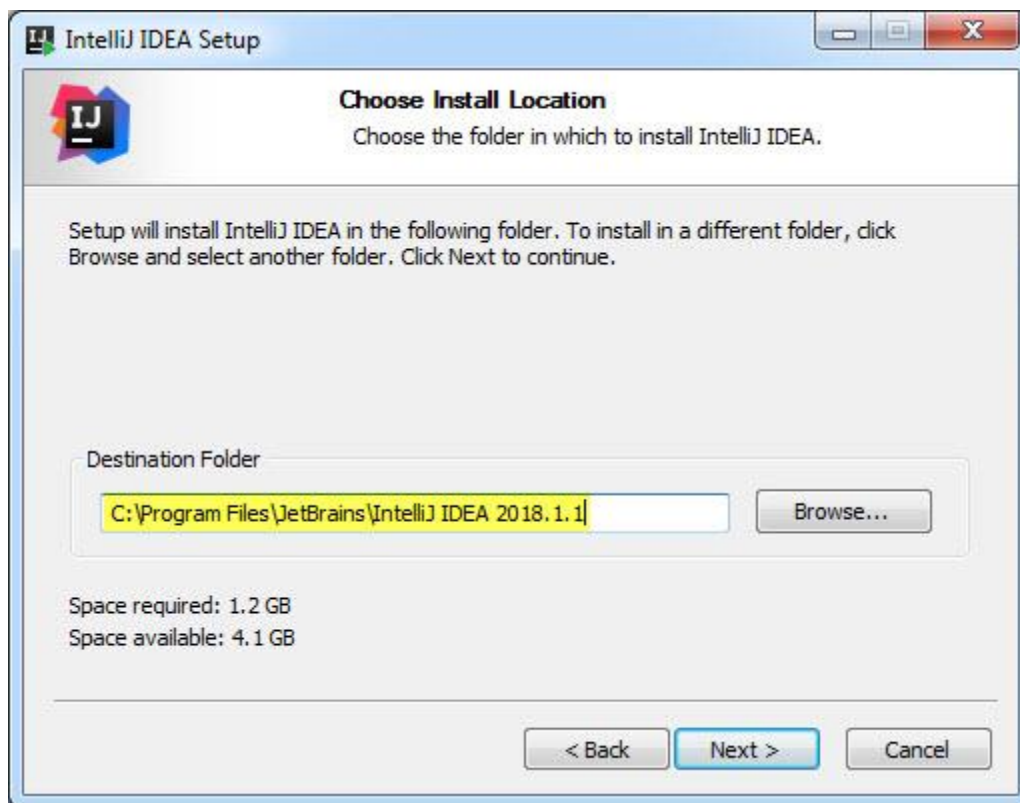 IntelliJ IDEA Setup
IJ
Choose Install Location
Choose the folder in which to install IntelliJ IDEA.
Setup will install IntelliJ IDEA in the following folder. To install in a different folder, click
Browse and select another folder. Click Next to continue.
Destination Folder
C:\Program Files\JetBrains\IntelliJ IDEA 2018.1.1
Browse...
Space required: 1.2 GB
Space available: 4.1 GB
< Back
Next >
Cancel